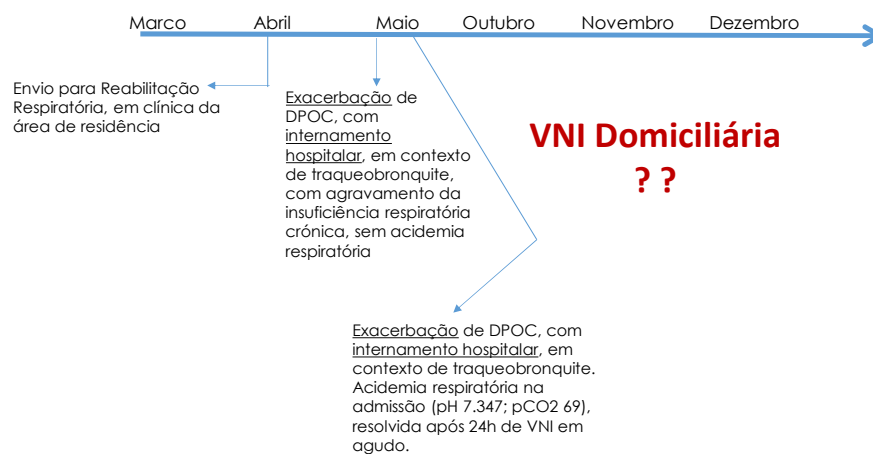 Marco Abril Maio Outubro Novembro Dezembro
Envio para Reabilitação
Respiratória, em clínica da
área de residência
Exacerbação de
DPOC, com
internamento
hospitalar, em contexto
de traqueobronquite,
com agravamento da
insuficiência respiratória
crónica, sem acidemia
respiratória
VNI Domiciliária
? ?
Exacerbação de DPOC, com
internamento hospitalar, em
contexto de traqueobronquite.
Acidemia respiratória na
admissão (pH 7.347; pCO2 69),
resolvida após 24h de VNI em
agudo.